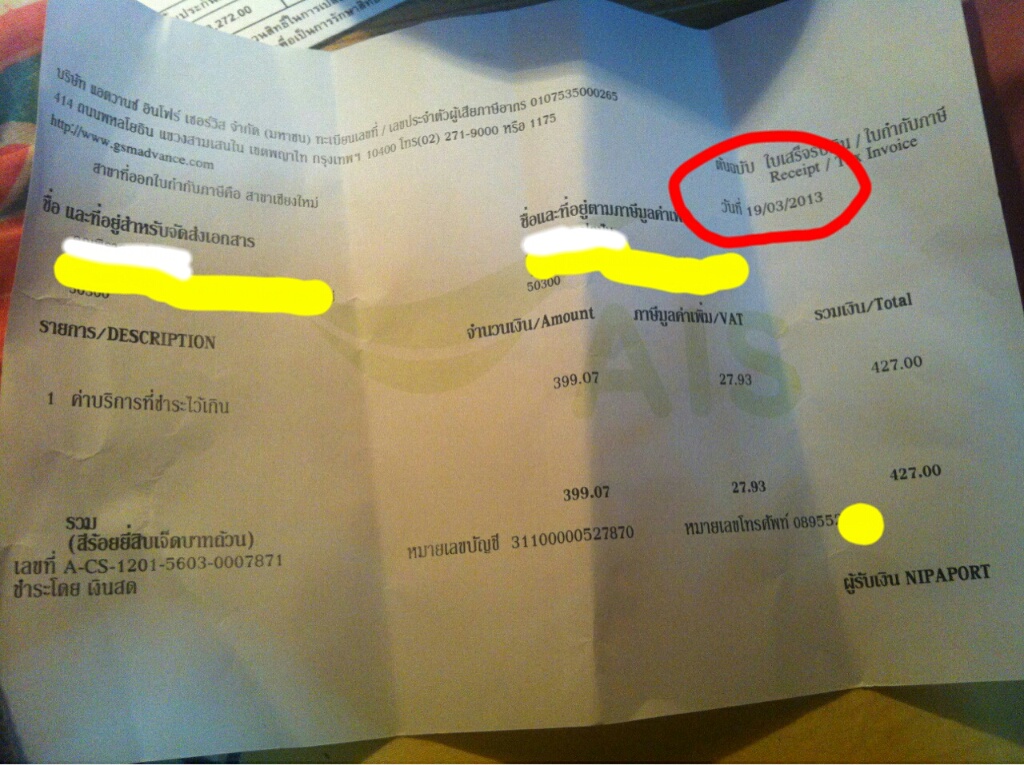 272.00
บริษัท แอดวานซ์ อินโฟร์ เซอร์วิส จำกัด (มหาชน) ทะเบียนเลขที่ / เลขประจำตัวผู้เสียภาษีอากร 0107535000265
414 ถนนพหลโยธิน แขวงสามเสนใน เขตพญาไท กรุงเทพฯ 10400 โทร(02) 271-9000 หรือ 1175
http://www.gsmadvance.com
สาขาที่ออกใบกำกับภาษีคือ สาขาเชียงใหม่
ต้นฉบับ ใบเสร็จรับเงิน / ใบกำกับภาษี
Receipt / Tax Invoice
วันที่ 19/03/2013
ชื่อ และที่อยู่สำหรับจัดส่งเอกสาร
ชื่อและที่อยู่ตามภาษีมูลค่าเพิ่ม
50300
50300
รายการ/DESCRIPTION จำนวนเงิน/Amount ภาษีมูลค่าเพิ่ม/VAT รวมเงิน/Total
1 ค่าบริการที่ชำระไว้เกิน 399.07 27.93 427.00
AIS
รวม 399.07 27.93 427.00
(สี่ร้อยยี่สิบเจ็ดบาทถ้วน)
หมายเลขบัญชี 31100000527870 หมายเลขโทรศัพท์ 089552
เลขที่ A-CS-1201-5603-0007871
ชำระโดย เงินสด
ผู้รับเงิน NIPAPORT